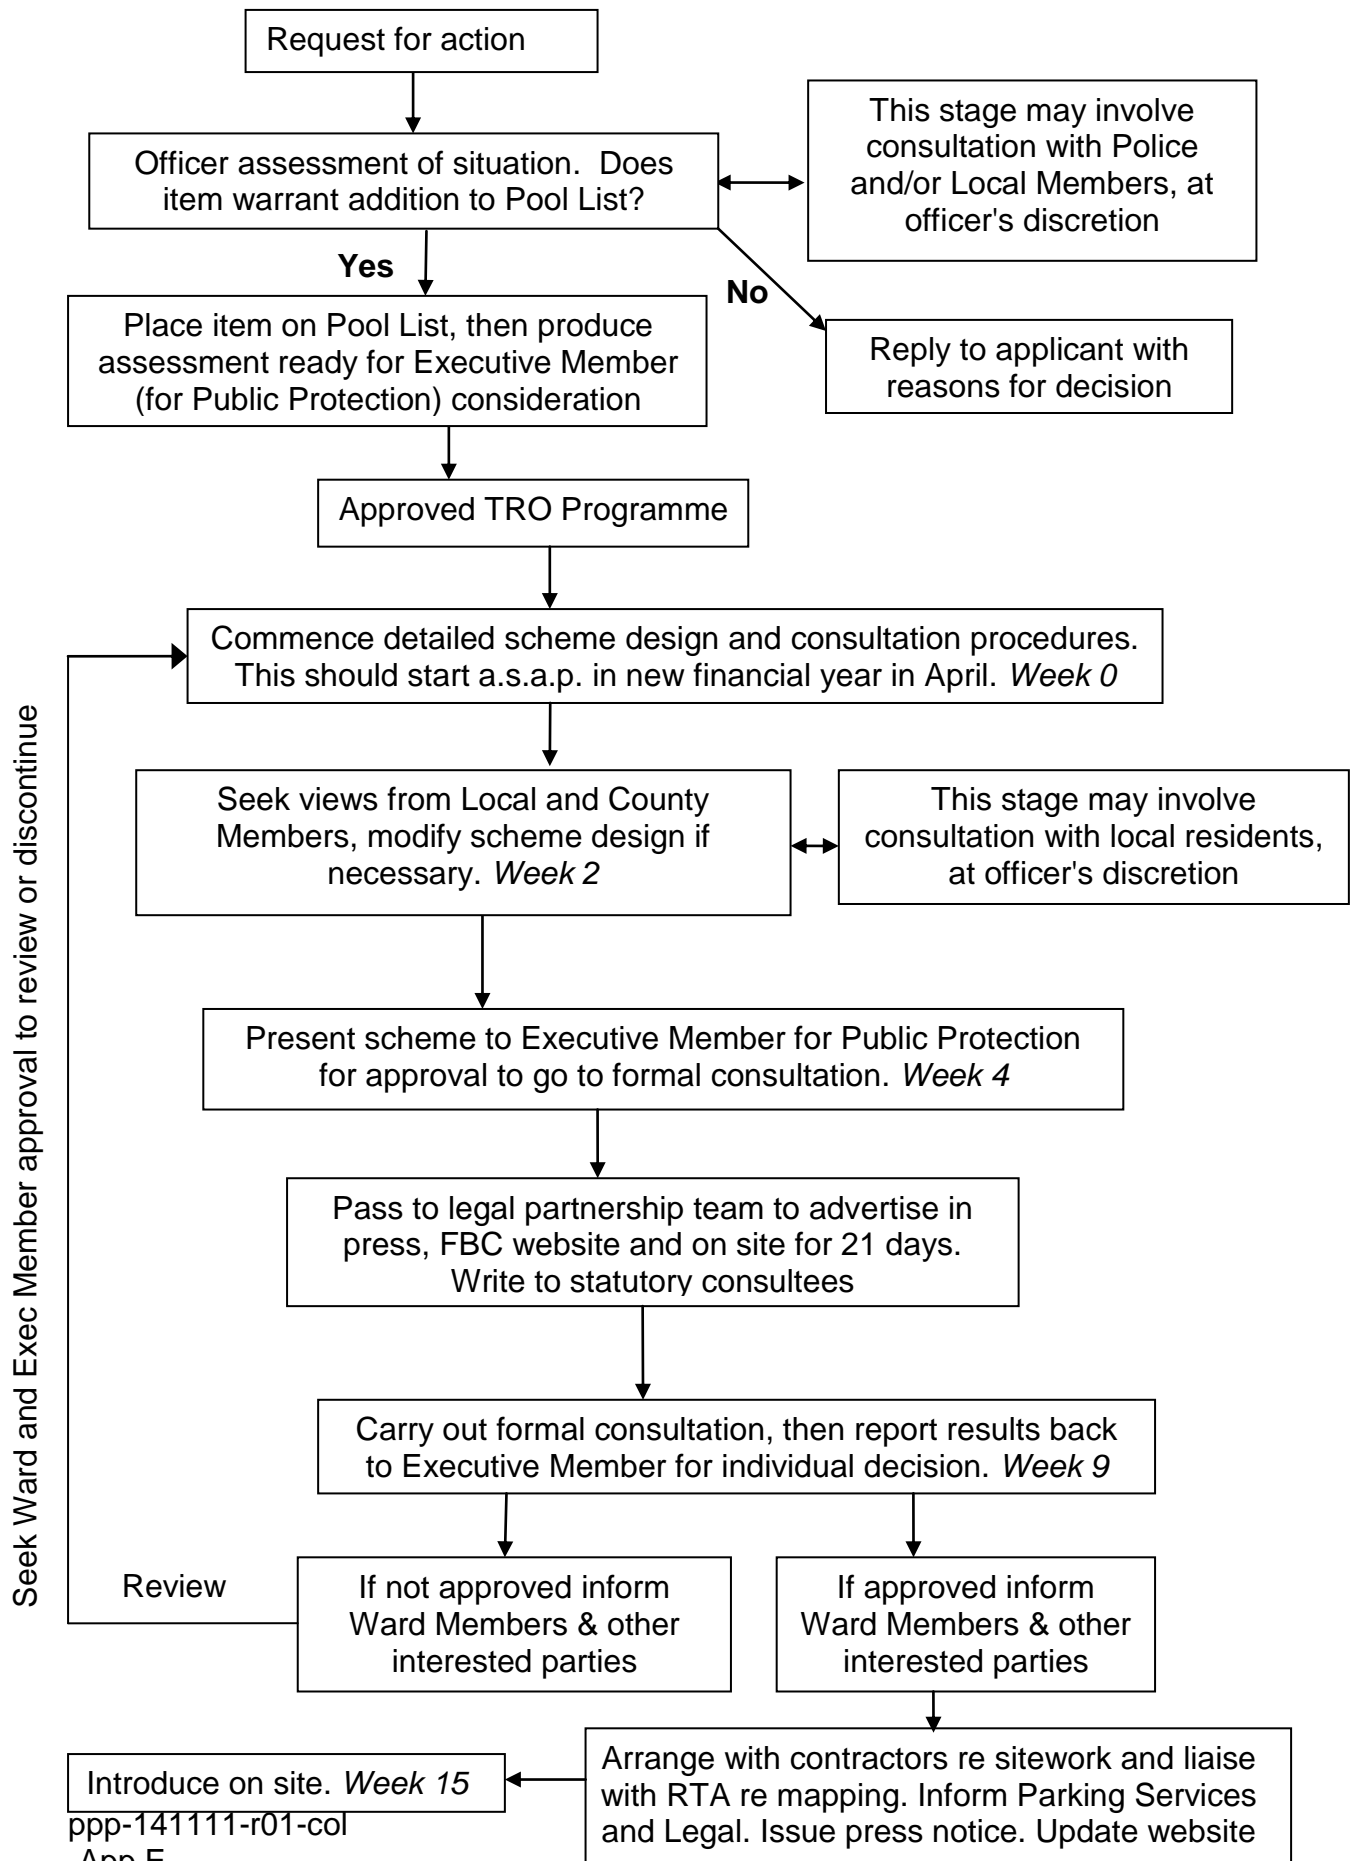 Request for action
Officer assessment of situation.  Does
item warrant addition to Pool List?
This stage may involve
consultation with Police
and/or Local Members, at
officer's discretion
Yes
No
Place item on Pool List, then produce
assessment ready for Executive Member
(for Public Protection) consideration
Reply to applicant with
reasons for decision
Approved TRO Programme
Commence detailed scheme design and consultation procedures.
This should start a.s.a.p. in new financial year in April. Week 0
Seek views from Local and County
Members, modify scheme design if
necessary. Week 2
This stage may involve
consultation with local residents,
at officer's discretion
Seek Ward and Exec Member approval to review or discontinue
Present scheme to Executive Member for Public Protection
for approval to go to formal consultation. Week 4
Pass to legal partnership team to advertise in
press, FBC website and on site for 21 days.
Write to statutory consultees
Carry out formal consultation, then report results back
to Executive Member for individual decision. Week 9
Review
If not approved inform
Ward Members & other
interested parties
If approved inform
Ward Members & other
interested parties
Arrange with contractors re sitework and liaise
with RTA re mapping. Inform Parking Services
and Legal. Issue press notice. Update website
Introduce on site. Week 15
ppp-141111-r01-col
App F